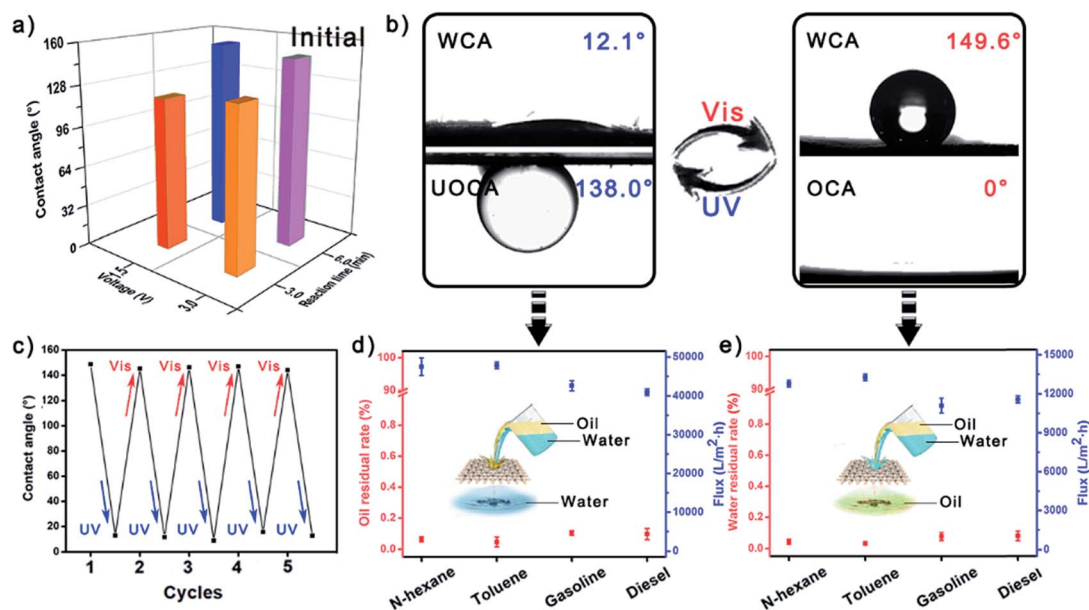 a)
Initial
160
128
96
64
32
0
Contact angle (°)
1.5
3.0
Voltage (V)
3.0
6.0
Reaction time (min)
b)
WCA 12.1°
UOCA 138.0°
Vis
UV
WCA 149.6°
OCA 0°
c)
160
140
120
100
80
60
40
20
0
Contact angle (°)
Vis Vis Vis Vis
UV UV UV UV UV
1 2 3 4 5
Cycles
d)
100
90
0.8
0.6
0.4
0.2
0.0
Oil residual rate (%)
Oil
Water
Water
50000
40000
30000
20000
10000
0
Flux (L/m²·h)
N-hexane Toluene Gasoline Diesel
e)
100
90
0.8
0.6
0.4
0.2
0.0
Water residual rate (%)
Oil
Water
Oil
15000
12000
9000
6000
3000
0
Flux (L/m²·h)
N-hexane Toluene Gasoline Diesel